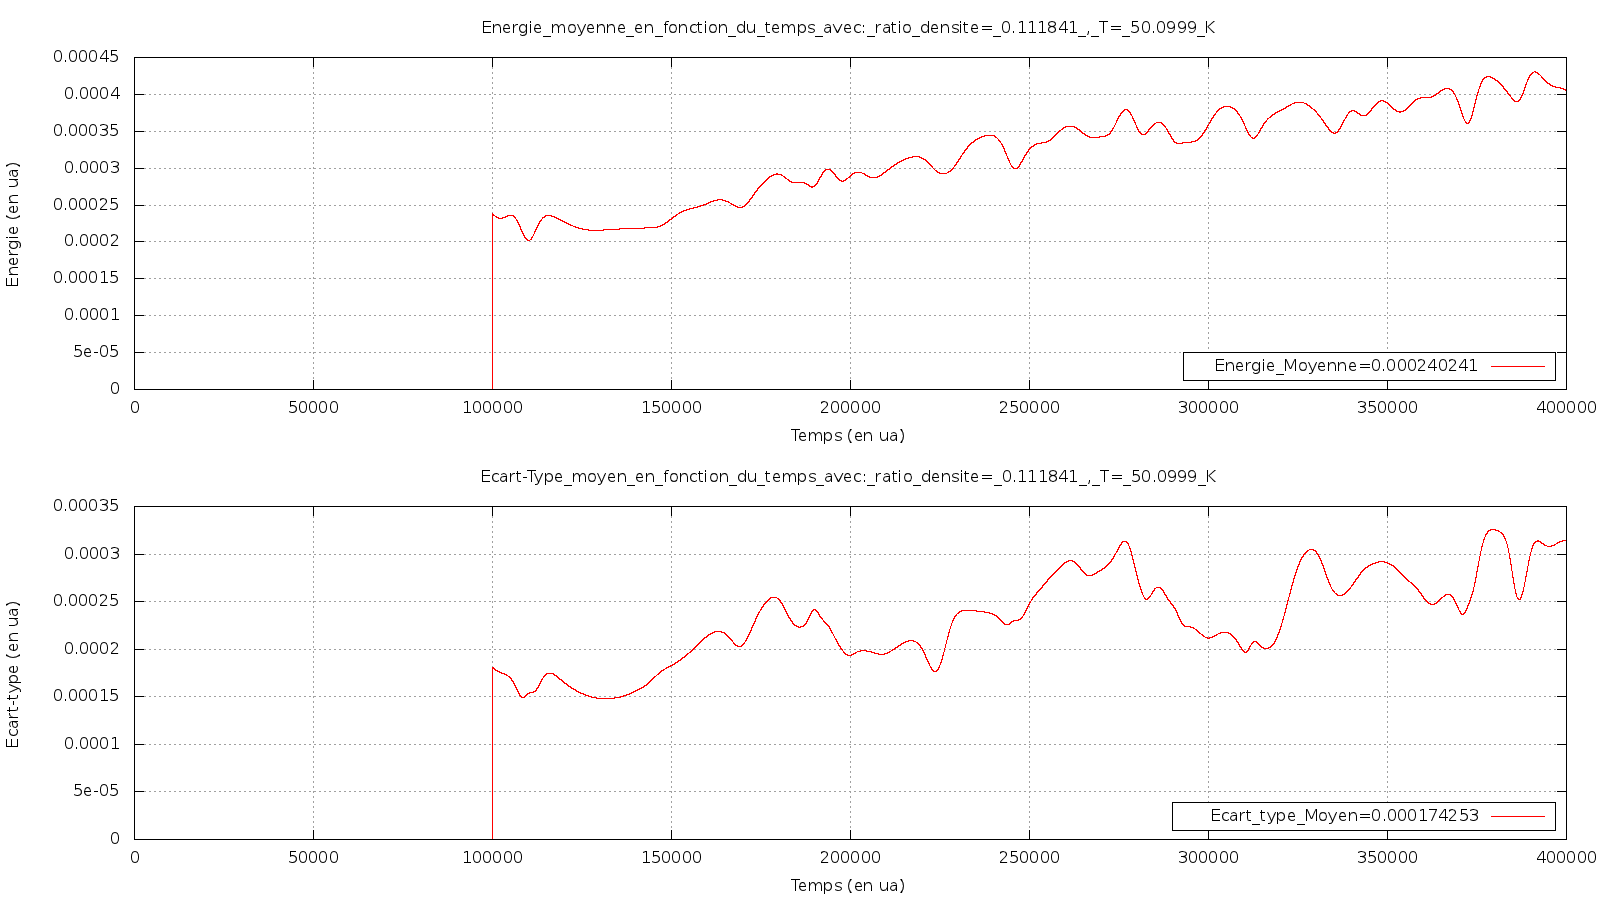 Energie_moyenne_en_fonction_du_temps_avec:_ratio_densite=_0.111841_,_T=_50.0999_K
0.00045
0.0004
0.00035
0.0003
0.00025
0.0002
0.00015
0.0001
5e-05
0
Energie (en ua)
Energie_Moyenne=0.000240241
0 50000 100000 150000 200000 250000 300000 350000 400000
Temps (en ua)
Ecart-Type_moyen_en_fonction_du_temps_avec:_ratio_densite=_0.111841_,_T=_50.0999_K
0.00035
0.0003
0.00025
0.0002
0.00015
0.0001
5e-05
0
Ecart-type (en ua)
Ecart_type_Moyen=0.000174253
0 50000 100000 150000 200000 250000 300000 350000 400000
Temps (en ua)